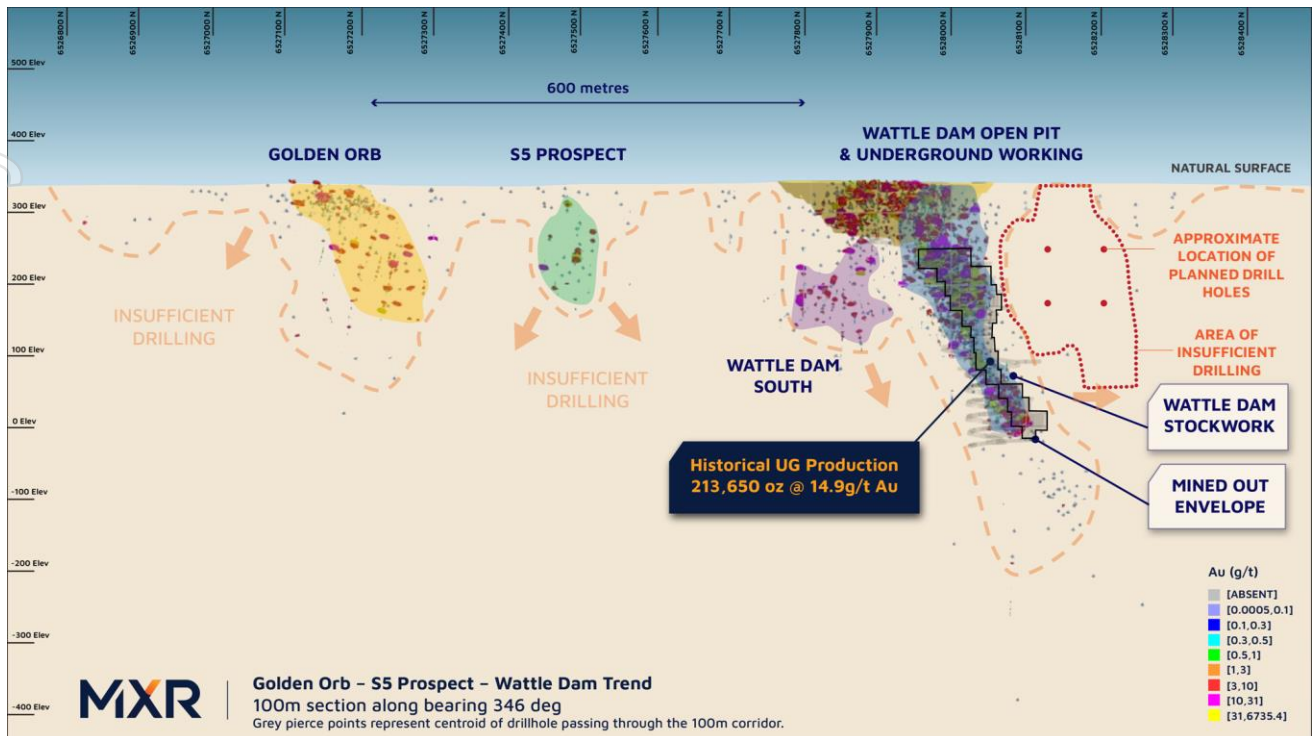 6526800 N
6526900 N
6527000 N
6527100 N
6527200 N
6527300 N
6527400 N
6527500 N
6527600 N
6527700 N
6527800 N
6527900 N
6528000 N
6528100 N
6528200 N
6528300 N
6528400 N
500 Elev
600 metres
400 Elev
GOLDEN ORB
S5 PROSPECT
WATTLE DAM OPEN PIT
& UNDERGROUND WORKING
NATURAL SURFACE
300 Elev
APPROXIMATE
LOCATION OF
PLANNED DRILL
HOLES
200 Elev
INSUFFICIENT
DRILLING
AREA OF
INSUFFICIENT
DRILLING
100 Elev
INSUFFICIENT
DRILLING
WATTLE DAM
SOUTH
WATTLE DAM
STOCKWORK
0 Elev
Historical UG Production
213,650 oz @ 14.9g/t Au
MINED OUT
ENVELOPE
-100 Elev
-200 Elev
-300 Elev
-400 Elev
Au (g/t)
[ABSENT]
[0.0005,0.1]
[0.1,0.3]
[0.3,0.5]
[0.5,1]
[1,3]
[3,10]
[10,31]
[31,6735.4]
MXR
Golden Orb – S5 Prospect – Wattle Dam Trend
100m section along bearing 346 deg
Grey pierce points represent centroid of drillhole passing through the 100m corridor.